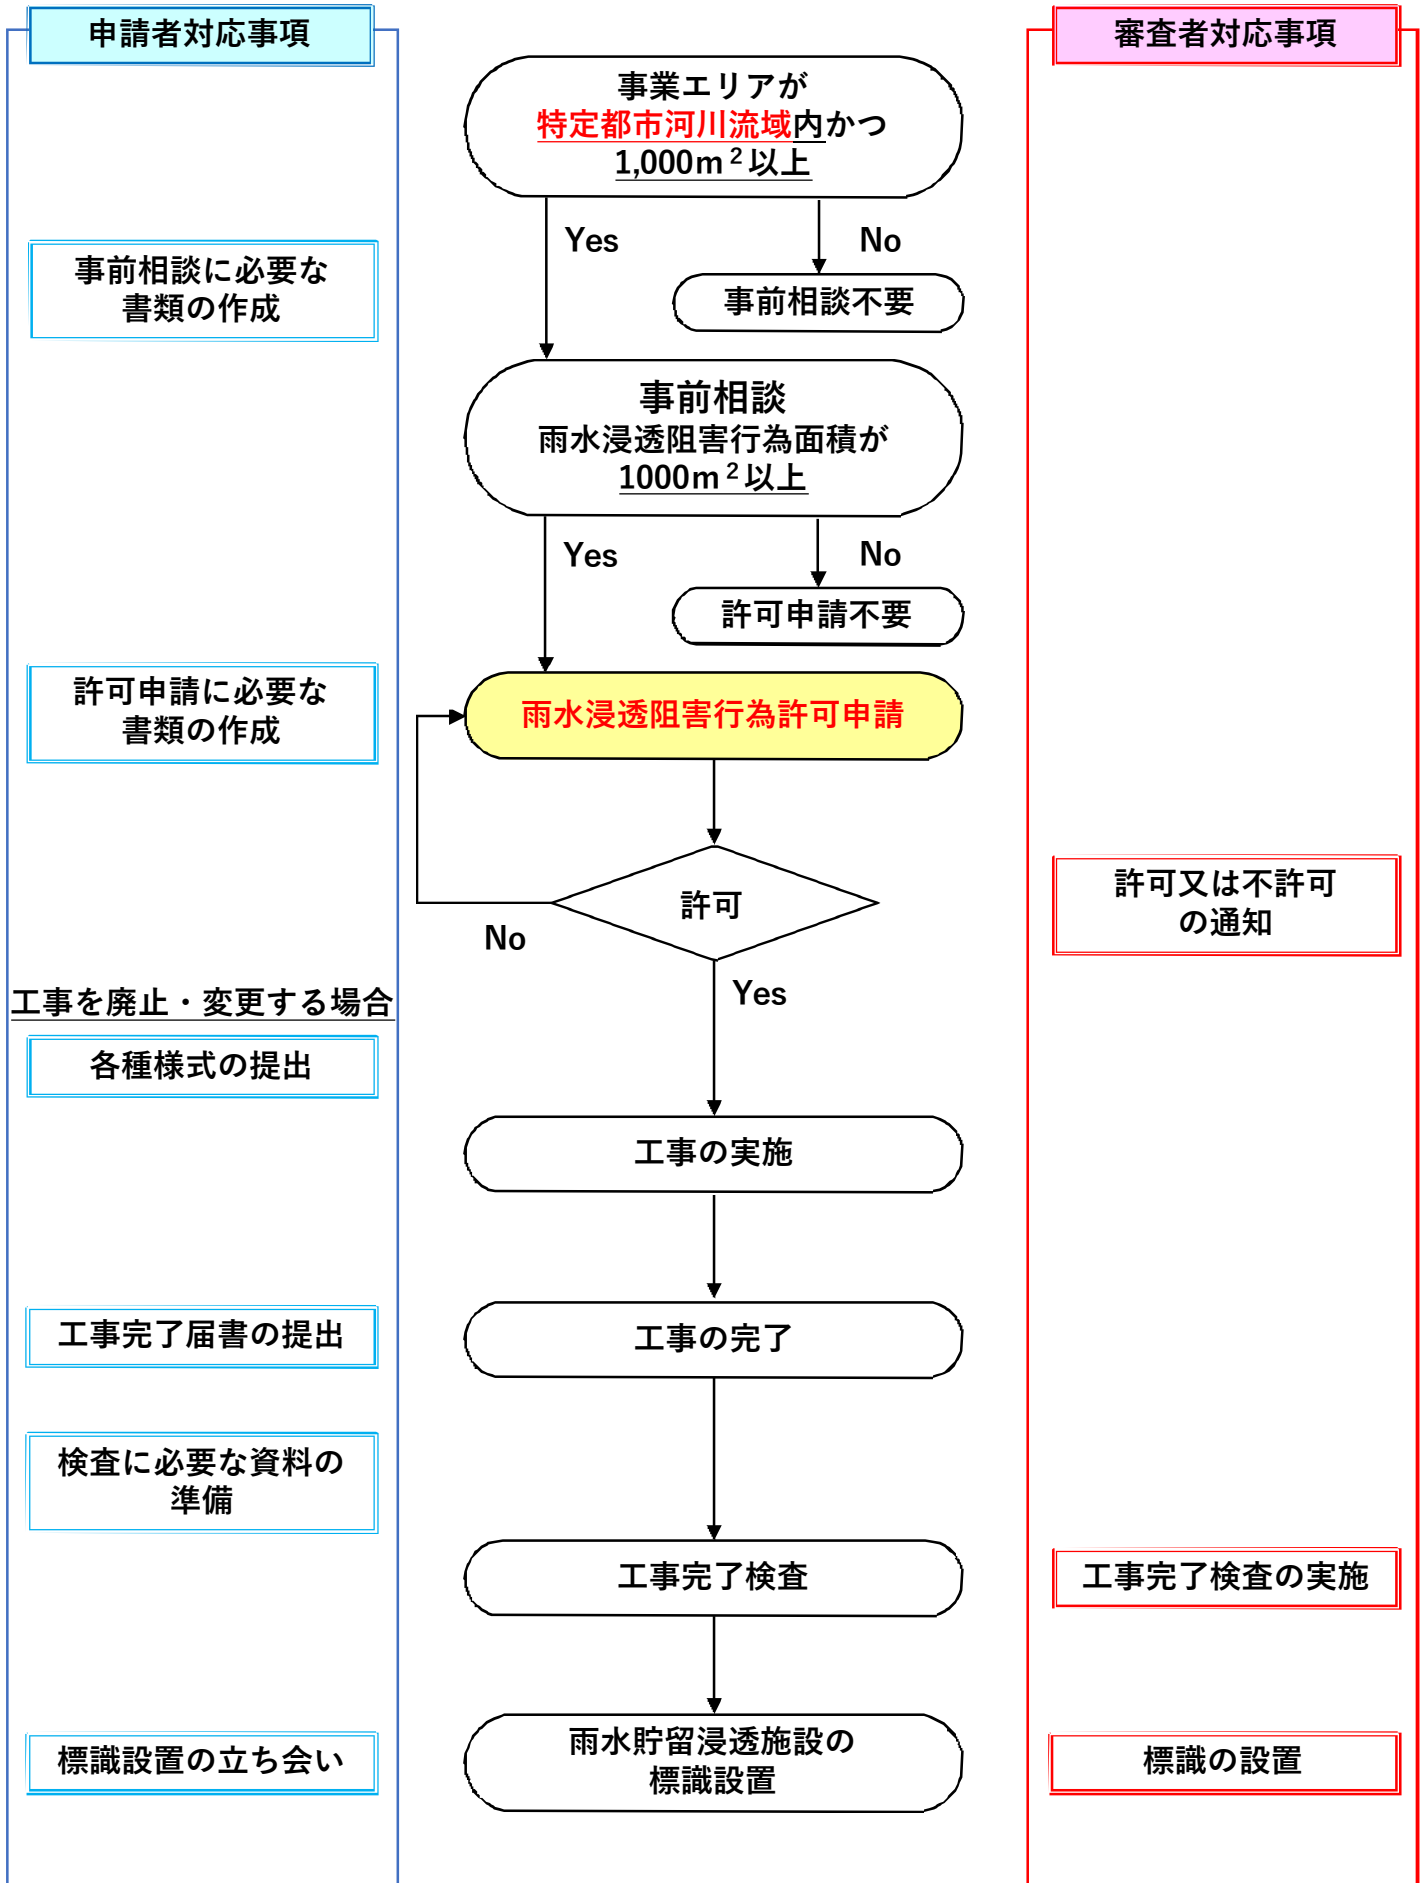 申請者対応事項
審査者対応事項
事業エリアが
特定都市河川流域内かつ
1,000m²以上
Yes
No
事前相談に必要な
書類の作成
事前相談不要
事前相談
雨水浸透阻害行為面積が
1000m²以上
Yes
No
許可申請不要
許可申請に必要な
書類の作成
雨水浸透阻害行為許可申請
許可
許可又は不許可
の通知
No
Yes
工事を廃止・変更する場合
各種様式の提出
工事の実施
工事完了届書の提出
工事の完了
検査に必要な資料の
準備
工事完了検査
工事完了検査の実施
標識設置の立ち会い
雨水貯留浸透施設の
標識設置
標識の設置